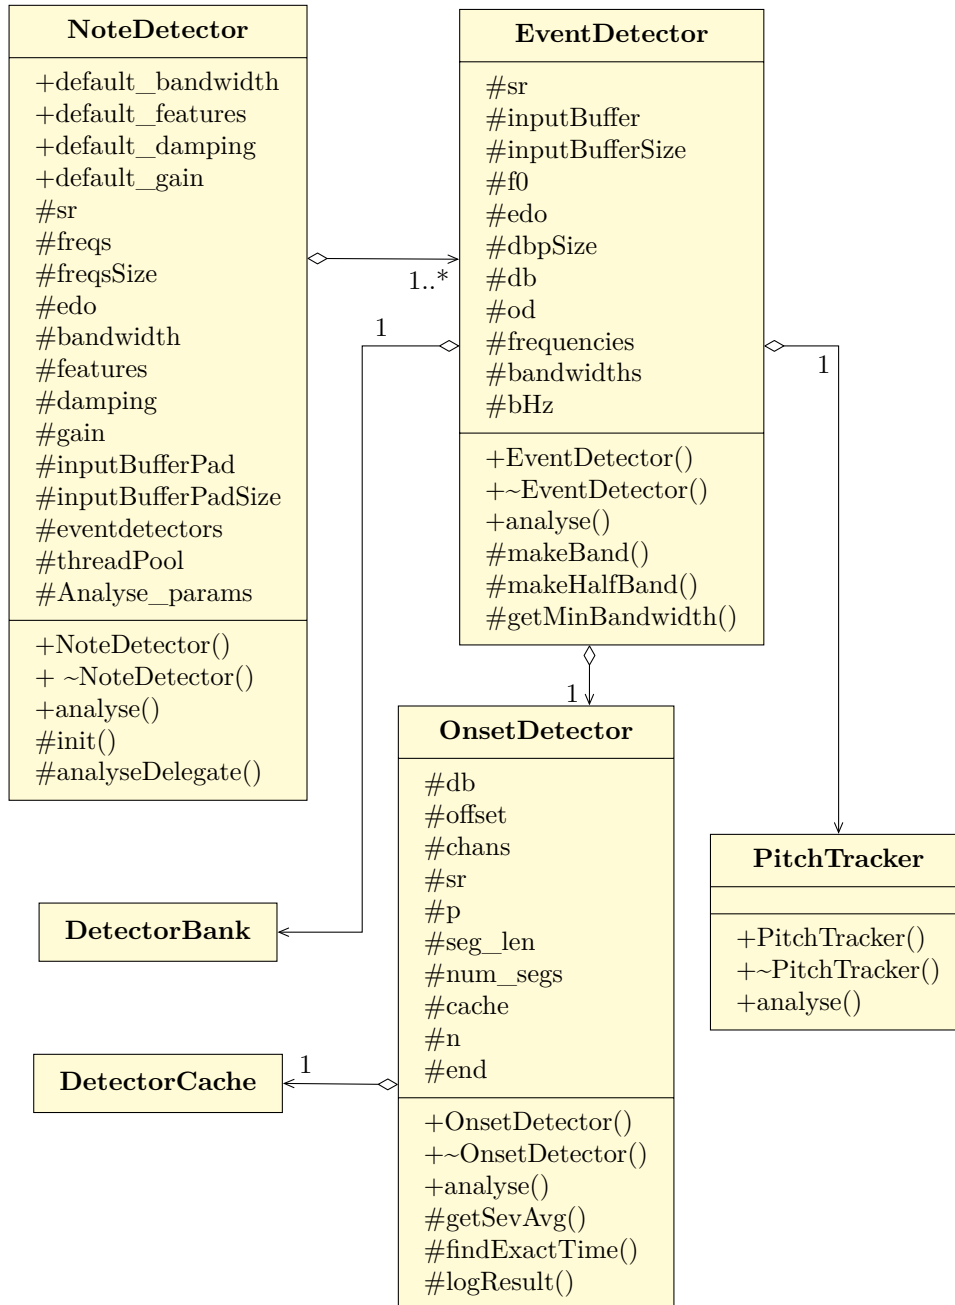 NoteDetector
+default_bandwidth
+default_features
+default_damping
+default_gain
#sr
#freqs
#freqsSize
#edo
#bandwidth
#features
#damping
#gain
#inputBufferPad
#inputBufferPadSize
#eventdetectors
#threadPool
#Analyse_params
+NoteDetector()
+ ~NoteDetector()
+analyse()
#init()
#analyseDelegate()
1..*
1
EventDetector
#sr
#inputBuffer
#inputBufferSize
#f0
#edo
#dbpSize
#db
#od
#frequencies
#bandwidths
#bHz
+EventDetector()
+~EventDetector()
+analyse()
#makeBand()
#makeHalfBand()
#getMinBandwidth()
1
1
OnsetDetector
#db
#offset
#chans
#sr
#p
#seg_len
#num_segs
#cache
#n
#end
+OnsetDetector()
+~OnsetDetector()
+analyse()
#getSevAvg()
#findExactTime()
#logResult()
PitchTracker
+PitchTracker()
+~PitchTracker()
+analyse()
DetectorBank
DetectorCache
1